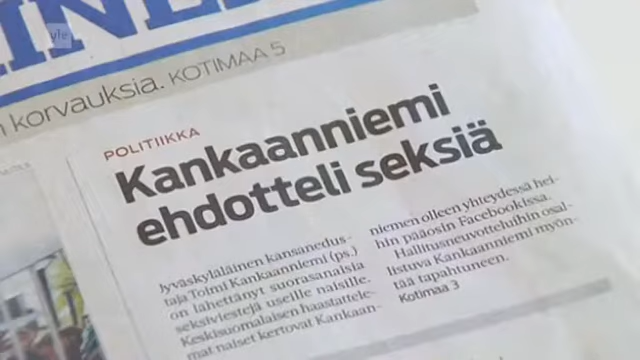 yle
INEN
n korvauksia. KOTIMAA 5
POLITIIKKA
Kankaanniemi
ehdotteli seksiä
Jyväskyläläinen kansanedus-
taja Toimi Kankaanniemi (ps.)
on lähettänyt suorasanaisia
seksiviestejä useille naisille.
Keskisuomalaisen haastattele-
mat naiset kertovat Kankaan-
niemen olleen yhteydessä hei-
hin pääosin Facebookissa.
Hallitusneuvotteluihin osal-
listuva Kankaanniemi myön-
tää tapahtuneen.
Kotimaa 3